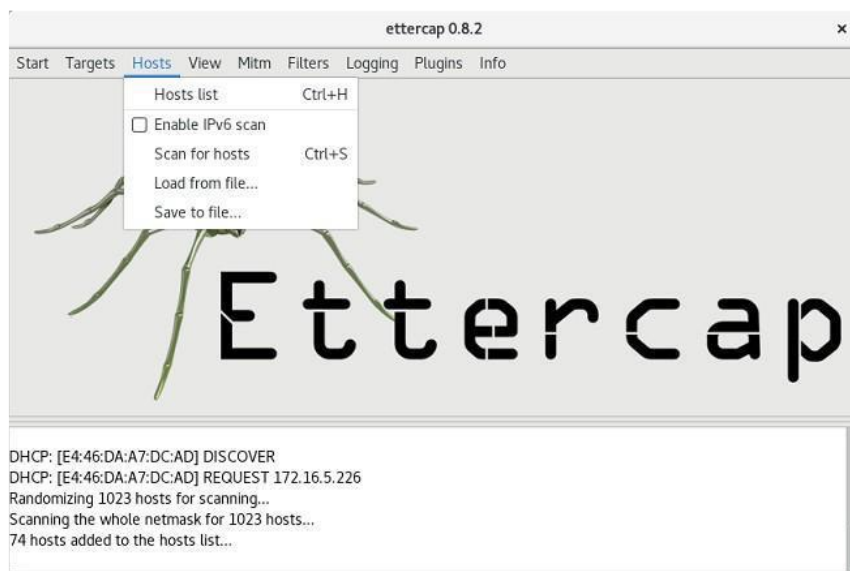 ettercap 0.8.2 ×
Start Targets Hosts View Mitm Filters Logging Plugins Info
Hosts list Ctrl+H
Enable IPv6 scan
Scan for hosts Ctrl+S
Load from file...
Save to file...
Ettercap
DHCP: [E4:46:DA:A7:DC:AD] DISCOVER
DHCP: [E4:46:DA:A7:DC:AD] REQUEST 172.16.5.226
Randomizing 1023 hosts for scanning...
Scanning the whole netmask for 1023 hosts...
74 hosts added to the hosts list...